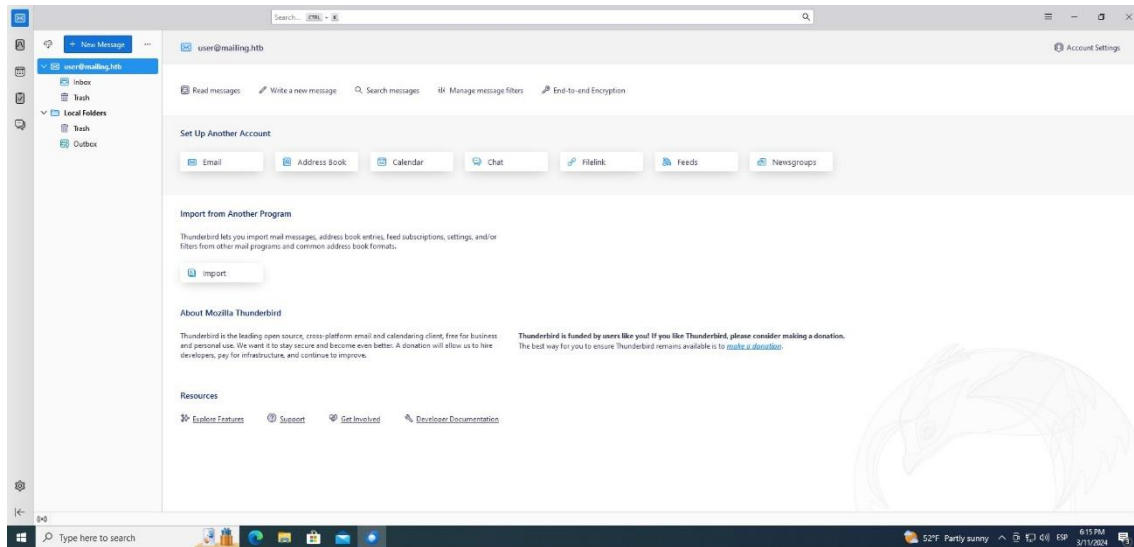 Search... CTRL + K
+ New Message ...
user@mailing.htb
Inbox
Trash
Local Folders
Trash
Outbox
user@mailing.htb
Account Settings
Read messages Write a new message Search messages Manage message filters End-to-end Encryption
Set Up Another Account
Email Address Book Calendar Chat Filelink Feeds Newsgroups
Import from Another Program
Thunderbird lets you import mail messages, address book entries, feed subscriptions, settings, and/or
filters from other mail programs and common address book formats.
Import
About Mozilla Thunderbird
Thunderbird is the leading open source, cross-platform email and calendaring client, free for business
and personal use. We want it to stay secure and become even better. A donation will allow us to hire
developers, pay for infrastructure, and continue to improve.
Thunderbird is funded by users like you! If you like Thunderbird, please consider making a donation.
The best way for you to ensure Thunderbird remains available is to make a donation.
Resources
Explore Features Support Get Involved Developer Documentation
Type here to search
52°F Partly sunny
ESP
6:15 PM
3/11/2024